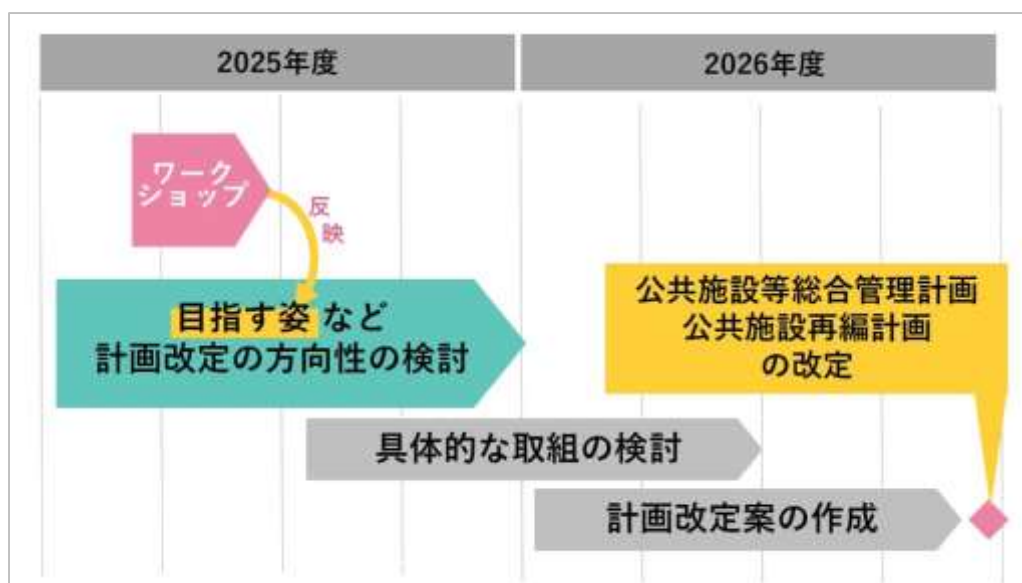 2025年度
2026年度
ワーク
ショップ
反
映
目指す姿 など
計画改定の方向性の検討
公共施設等総合管理計画
公共施設再編計画
の改定
具体的な取組の検討
計画改定案の作成